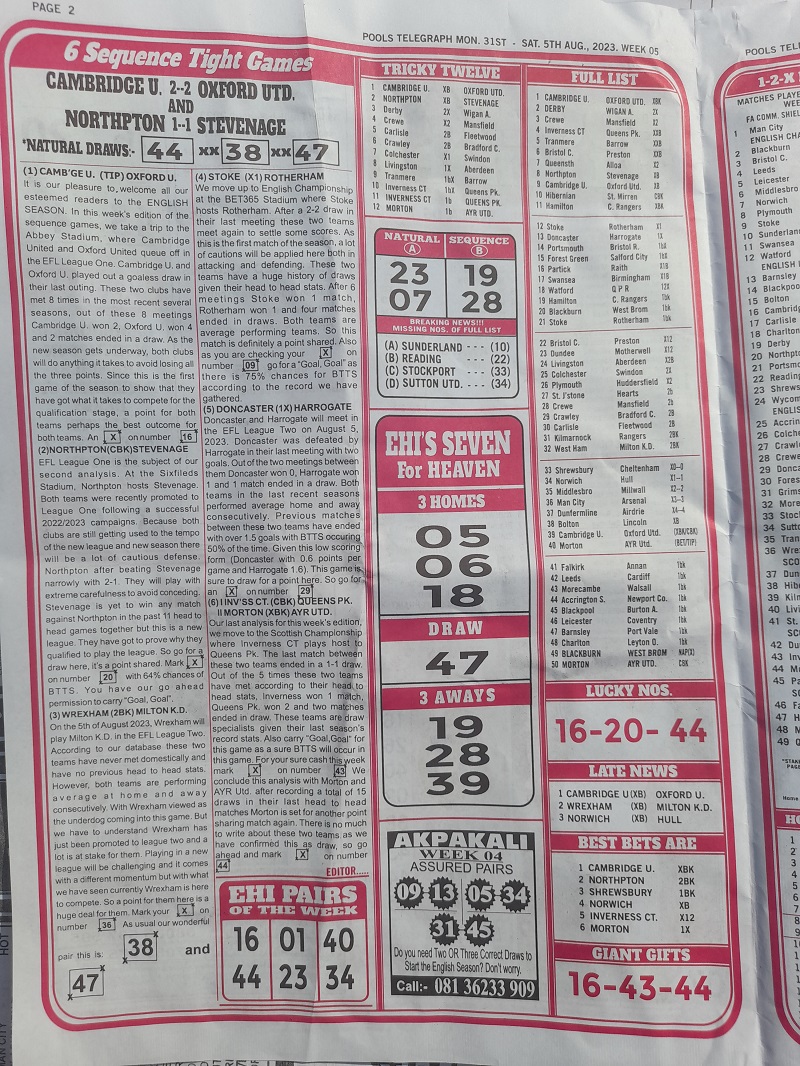 PAGE 2
POOLS TELEGRAPH MON. 31ST - SAT. 5TH AUG., 2023. WEEK 05
6 Sequence Tight Games
CAMBRIDGE U. 2--2 OXFORD UTD.
AND
NORTHPTON 1--1 STEVENAGE
*NATURAL DRAWS:- 44 xx 38 xx 47
(1) CAMB'GE U. (TIP) OXFORD U.
It is our pleasure to welcome all our
esteemed readers to the ENGLISH
SEASON. In this week's edition of the
sequence games, we take a trip to the
Abbey Stadium, where Cambridge
United and Oxford United queue off in
the EFL League One. Cambridge U. and
Oxford U. played out a goaless draw in
their last outing. These two clubs have
met 8 times in the most recent several
seasons, out of these 8 meetings
Cambridge U. won 2, Oxford U. won 4
and 2 matches ended in a draw. As the
new season gets underway, both clubs
will do anything it takes to avoid losing all
the three points. Since this is the first
game of the season to show that they
have got what it takes to compete for the
qualification stage, a point for both
teams perhaps the best outcome for
both teams. An X on number 16
(2)NORTHPTON(CBK)STEVENAGE
EFL League One is the subject of our
second analysis. At the Sixfileds
Stadium, Northpton hosts Stevenage.
Both teams were recently promoted to
League One following a successful
2022/2023 campaigns. Because both
clubs are still getting used to the tempo
of the new league and new season there
will be a lot of cautious defense.
Northpton after beating Stevenage
narrowly with 2-1. They will play with
extreme carefulness to avoid conceding.
Stevenage is yet to win any match
against Northpton in the past 11 head to
head games together but this is a new
league. They have got to prove why they
qualified to play the league. So go for a
draw here, it's a point shared. Mark X
on number 20 with 64% chances of
BTTS. You have our go ahead
permission to carry "Goal, Goal".
(3) WREXHAM (2BK) MILTON K.D.
On the 5th of August 2023, Wrexham will
play Milton K.D. in the EFL League Two.
According to our database these two
teams have never met domestically and
have no previous head to head stats.
However, both teams are performing
average at home and away
consecutively. With Wrexham viewed as
the underdog coming into this game. But
we have to understand Wrexham has
just been promoted to league two and a
lot is at stake for them. Playing in a new
league will be challenging and it comes
with a different momentum but with what
we have seen currently Wrexham is here
to compete. So a point for them here is a
huge deal for them. Mark your X on
number 36 As usual our wonderful
pair this is: 38 and
47
(4) STOKE (X1) ROTHERHAM
We move up to English Championship
at the BET365 Stadium where Stoke
hosts Rotherham. After a 2-2 draw in
their last meeting these two teams
meet again to settle some scores. As
this is the first match of the season, a lot
of cautions will be applied here both in
attacking and defending. These two
teams have a huge history of draws
given their head to head stats. After 6
meetings Stoke won 1 match,
Rotherham won 1 and four matches
ended in draws. Both teams are
average performing teams. So this
match is definitely a point shared. Also
as you are checking your X on
number 09 go for a "Goal, Goal" as
there is 75% chances for BTTS
according to the record we have
gathered.
(5) DONCASTER (1X) HARROGATE
Doncaster and Harrogate will meet in
the EFL League Two on August 5,
2023. Doncaster was defeated by
Harrogate in their last meeting with two
goals. Out of the two meetings between
them Doncaster won 0, Harrogate won
1 and 1 match ended in a draw. Both
teams in the last recent seasons
performed average home and away
consecutively. Previous matches
between these two teams have ended
with over 1.5 goals with BTTS occuring
50% of the time. Given this low scoring
form (Doncaster with 0.6 points per
game and Harrogate 1.6). This game is
sure to draw for a point here. So go for
an X on number 29
(6) I INV'SS CT. (CBK) QUEENS PK.
II MORTON (XBK) AYR UTD.
Our last analysis for this week's edition,
we move to the Scottish Championship
where Inverness CT plays host to
Queens Pk. The last match between
these two teams ended in a 1-1 draw.
Out of the 5 times these two teams
have met according to their head to
head stats, Inverness won 1 match,
Queens Pk. won 2 and two matches
ended in draw. These teams are draw
specialists given their last season's
record stats. Also carry "Goal,Goal" for
this game as a sure BTTS will occur in
this game. For your sure cash this week
mark X on number 43 We
conclude this analysis with Morton and
AYR Utd. after recording a total of 15
draws in their last head to head
matches Morton is set for another point
sharing match again. There is no much
to write about these two teams as we
have confirmed this as draw, so go
ahead and mark X on number
44
EDITOR.....
EHI PAIRS
OF THE WEEK
16 01 40
44 23 34
TRICKY TWELVE
1 CAMBRIDGE U. XB OXFORD UTD.
2 NORTHPTON XB STEVENAGE
3 Derby 2X Wigan A.
4 Crewe X2 Mansfield
5 Carlisle 2B Fleetwood
6 Crawley 2B Bradford C.
7 Colchester X1 Swindon
8 Livingston 1X Aberdeen
9 Tranmere 1bX Barrow
10 Inverness CT 1bX Queens Pk.
11 INVERNESS CT 1b QUEENS PK.
12 MORTON 1b AYR UTD.
NATURAL A SEQUENCE B
23 19
07 28
BREAKING NEWS!!!
MISSING NOS. OF FULL LIST
(A) SUNDERLAND - - - (10)
(B) READING - - - (22)
(C) STOCKPORT - - - (33)
(D) SUTTON UTD. - - - (34)
EHI'S SEVEN
For HEAVEN
3 HOMES
05
06
18
DRAW
47
3 AWAYS
19
28
39
AKPAKALI
WEEK 04
ASSURED PAIRS
09 13 05 34
31 45
Do you need Two OR Three Correct Draws to
Start the English Season? Don't worry.
Call:- 081 36233 909
FULL LIST
1 CAMBRIDGE U. OXFORD UTD. XBK
2 DERBY WIGAN A. 2X
3 Crewe Mansfield X2
4 Inverness CT Queens Pk. XXB
5 Tranmere Barrow XXB
6 Bristol C. Preston XXB
7 Queensth Alloa X2
8 Northpton Stevenage XB
9 Cambridge U. Oxford Utd. XB
10 Hibernian St. Mirren CBK
11 Hamilton C. Rangers XBK
12 Stoke Rotherham X1
13 Doncaster Harrogate 1X
14 Portmouth Bristol R. 1bX
15 Forest Green Salford City 1bX
16 Partick Raith X1B
17 Swansea Birmingham X1B
18 Watford Q P R 12X
19 Hamilton C. Rangers 1bk
20 Blackburn West Brom 1bk
21 Stoke Rotherham 1bk
22 Bristol C. Preston X12
23 Dundee Motherwell X12
24 Livingston Aberdeen X2B
25 Colchester Swindon 2X
26 Plymouth Huddersfield X2
27 St. J'stone Hearts 2b
28 Crewe Mansfield 2b
29 Crawley Bradford C. 2B
30 Carlisle Fleetwood 2B
31 Kilmarnock Rangers 2BK
32 West Ham Milton K.D. 2BK
33 Shrewsbury Cheltenham X0--0
34 Norwich Hull X1--1
35 Middlesbro Millwall X2--2
36 Man City Arsenal X3--3
37 Dunfermline Airdrie X4--4
38 Bolton Lincoln XB
39 Cambridge U. Oxford Utd. (XBK/CBK)
40 Morton AYR Utd. (BET/TIP)
41 Falkirk Annan 1bk
42 Leeds Cardiff 1bk
43 Morecambe Walsall 1bk
44 Accrington S. Newport Co. 1bk
45 Blackpool Burton A. 1bk
46 Leicester Coventry 1bk
47 Barnsley Port Vale 1bk
48 Charlton Leyton O. 1bk
49 BLACKBURN WEST BROM NAP(X)
50 MORTON AYR UTD. CBK
LUCKY NOS.
16-20- 44
LATE NEWS
1 CAMBRIDGE U (XB) OXFORD U.
2 WREXHAM (XB) MILTON K.D.
3 NORWICH (XB) HULL
BEST BETS ARE
1 CAMBRIDGE U. XBK
2 NORTHPTON 2BK
3 SHREWSBURY 1BK
4 NORWICH XB
5 INVERNESS CT. X12
6 MORTON 1X
GIANT GIFTS
16-43-44
POOLS TEL
1-2-X
MATCHES PLAYE
WEE
FA COMM. SHIEL
1 Man City
ENGLISH CHA
2 Blackburn
3 Bristol C.
4 Leeds
5 Leicester
6 Middlesbro
7 Norwich
8 Plymouth
9 Stoke
10 Sunderlan
11 Swansea
12 Watford
13 Barnsley
14 Blackpoo
15 Bolton
16 Cambridg
17 Carlisle
18 Charlton
19 Derby
20 Northpto
21 Portsmo
22 Reading
23 Shrews
24 Wycom
ENGLIS
25 Accrin
26 Colch
27 Crawl
28 Crewe